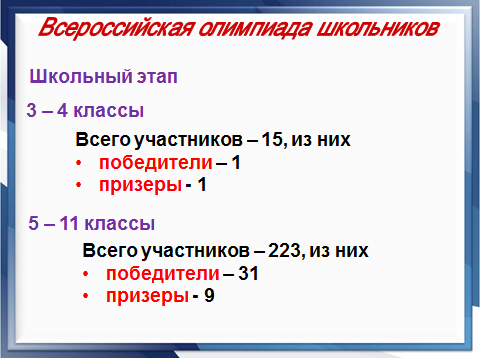 Всероссийская олимпиада школьников
Школьный этап
3 – 4 классы
Всего участников – 15, из них
• победители – 1
• призеры - 1
5 – 11 классы
Всего участников – 223, из них
• победители – 31
• призеры - 9